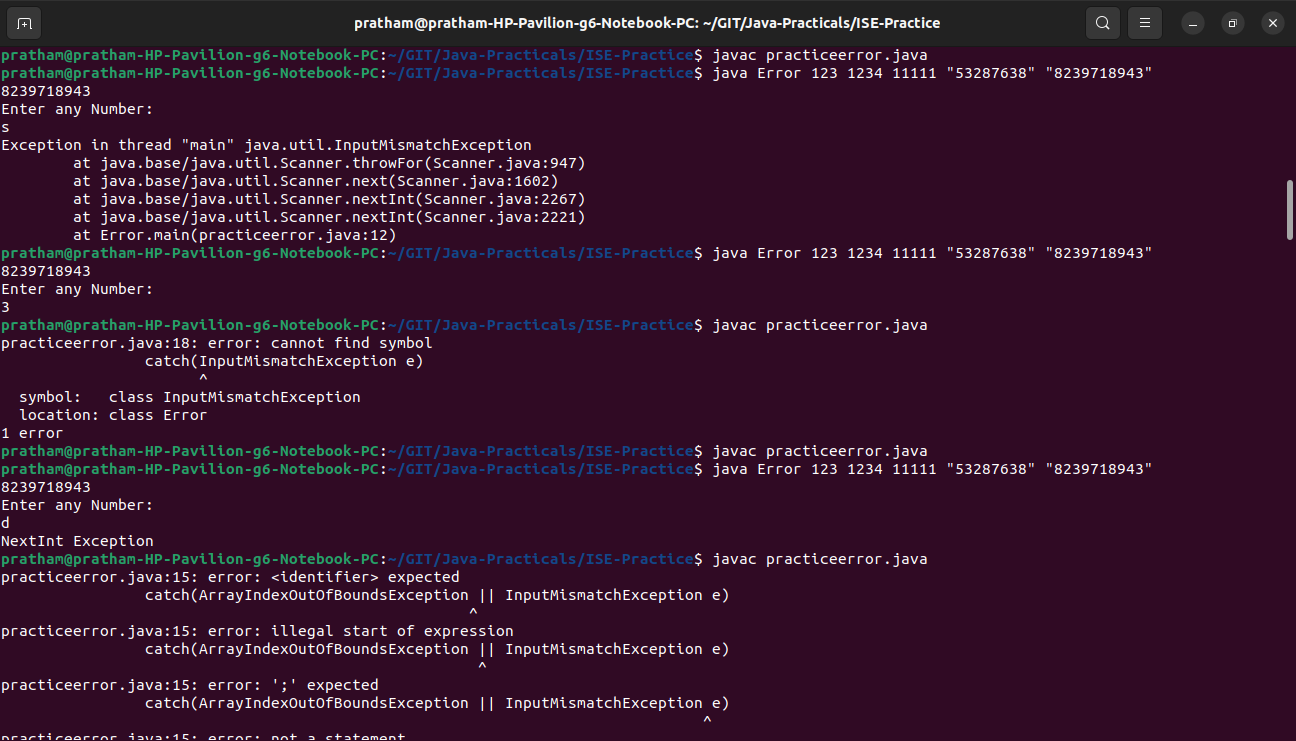 pratham@pratham-HP-Pavilion-g6-Notebook-PC: ~/GIT/Java-Practicals/ISE-Practice
pratham@pratham-HP-Pavilion-g6-Notebook-PC:~/GIT/Java-Practicals/ISE-Practice$ javac practiceerror.java
pratham@pratham-HP-Pavilion-g6-Notebook-PC:~/GIT/Java-Practicals/ISE-Practice$ java Error 123 1234 11111 "53287638" "8239718943"
8239718943
Enter any Number:
s
Exception in thread "main" java.util.InputMismatchException
        at java.base/java.util.Scanner.throwFor(Scanner.java:947)
        at java.base/java.util.Scanner.next(Scanner.java:1602)
        at java.base/java.util.Scanner.nextInt(Scanner.java:2267)
        at java.base/java.util.Scanner.nextInt(Scanner.java:2221)
        at Error.main(practiceerror.java:12)
pratham@pratham-HP-Pavilion-g6-Notebook-PC:~/GIT/Java-Practicals/ISE-Practice$ java Error 123 1234 11111 "53287638" "8239718943"
8239718943
Enter any Number:
3
pratham@pratham-HP-Pavilion-g6-Notebook-PC:~/GIT/Java-Practicals/ISE-Practice$ javac practiceerror.java
practiceerror.java:18: error: cannot find symbol
                catch(InputMismatchException e)
                      ^
  symbol:   class InputMismatchException
  location: class Error
1 error
pratham@pratham-HP-Pavilion-g6-Notebook-PC:~/GIT/Java-Practicals/ISE-Practice$ javac practiceerror.java
pratham@pratham-HP-Pavilion-g6-Notebook-PC:~/GIT/Java-Practicals/ISE-Practice$ java Error 123 1234 11111 "53287638" "8239718943"
8239718943
Enter any Number:
d
NextInt Exception
pratham@pratham-HP-Pavilion-g6-Notebook-PC:~/GIT/Java-Practicals/ISE-Practice$ javac practiceerror.java
practiceerror.java:15: error: <identifier> expected
                catch(ArrayIndexOutOfBoundsException || InputMismatchException e)
                                                    ^
practiceerror.java:15: error: illegal start of expression
                catch(ArrayIndexOutOfBoundsException || InputMismatchException e)
                                                     ^
practiceerror.java:15: error: ';' expected
                catch(ArrayIndexOutOfBoundsException || InputMismatchException e)
                                                                              ^
practiceerror.java:15: error: not a statement